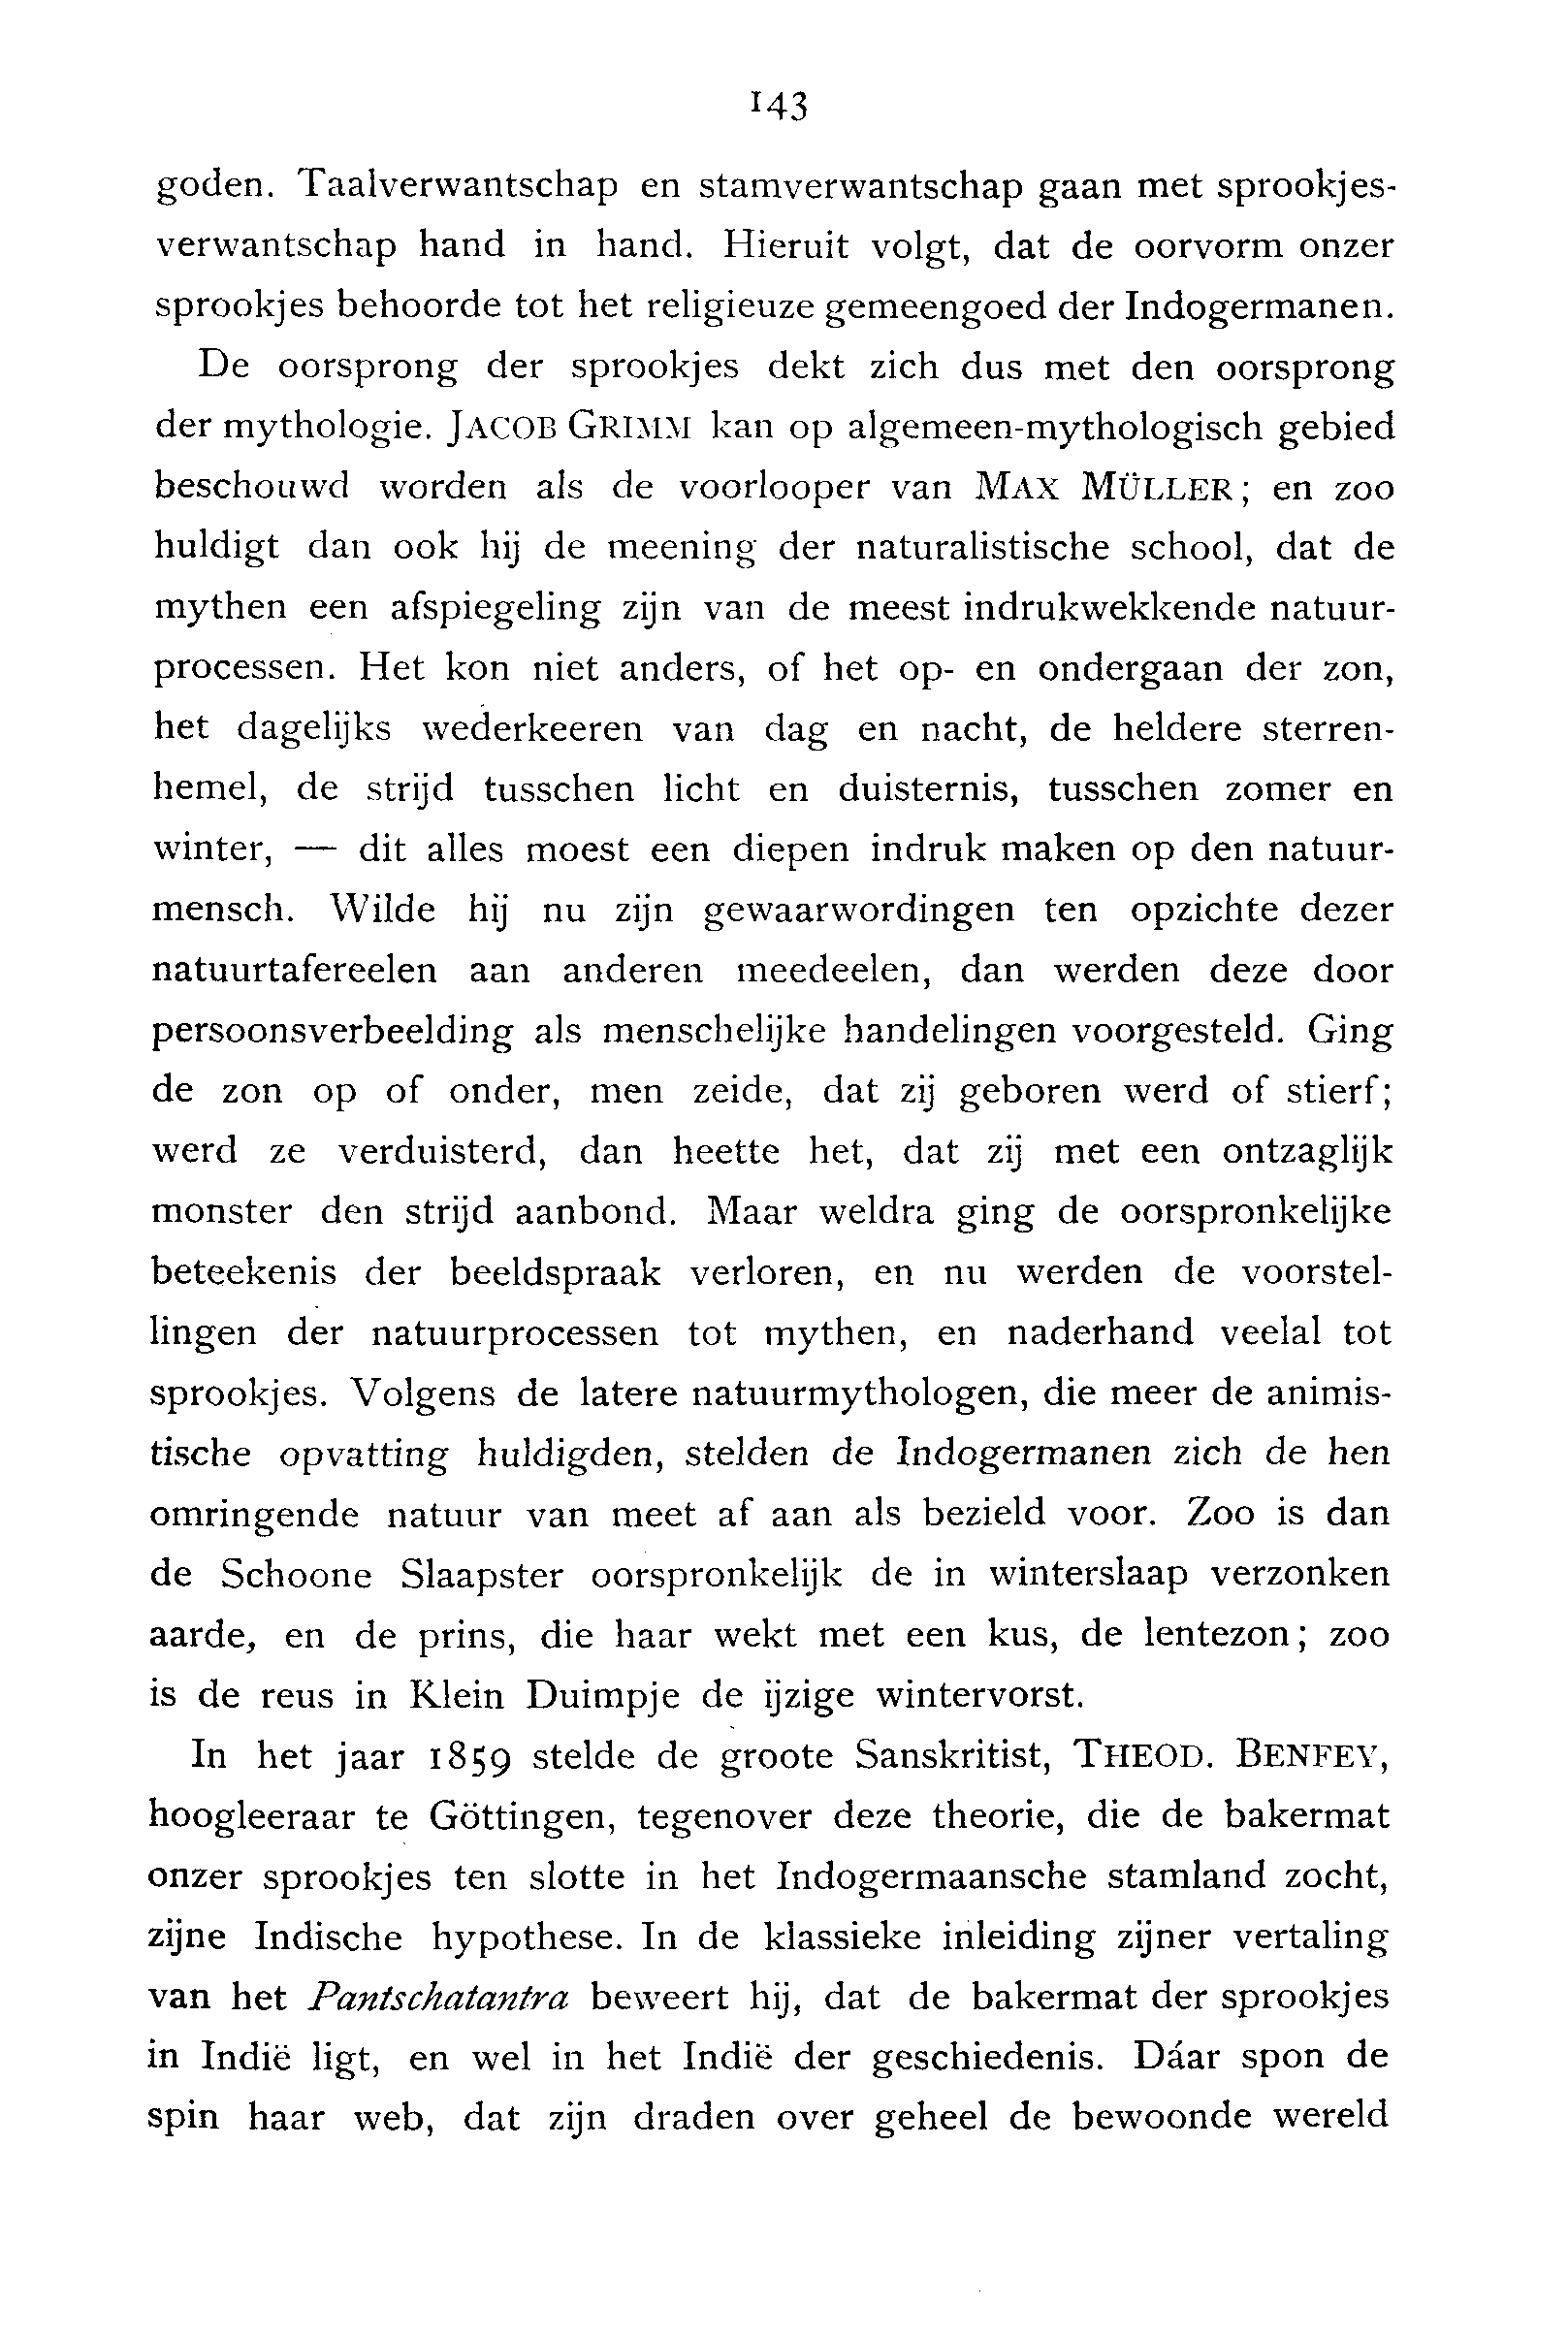 143
goden. Taalverwantschap en stamverwantschap gaan met sprookjes-
verwantschap hand in hand. Hieruit volgt, dat de oorvorm onzer
sprookjes behoorde tot het religieuze gemeengoed der Indogermanen.
De oorsprong der sprookjes dekt zich dus met den oorsprong
der mythologie. JACOB GRIMM kan op algemeen-mythologisch gebied
beschouwd worden als de voorlooper van MAX MÜLLER; en zoo
huldigt dan ook hij de meening der naturalistische school, dat de
mythen een afspiegeling zijn van de meest indrukwekkende natuur-
processen. Het kon niet anders, of het op- en ondergaan der zon,
het dagelijks wederkeeren van dag en nacht, de heldere sterren-
hemel, de strijd tusschen licht en duisternis, tusschen zomer en
winter, — dit alles moest een diepen indruk maken op den natuur-
mensch. Wilde hij nu zijn gewaarwordingen ten opzichte dezer
natuurtafereelen aan anderen meedeelen, dan werden deze door
persoonsverbeelding als menschelijke handelingen voorgesteld. Ging
de zon op of onder, men zeide, dat zij geboren werd of stierf;
werd ze verduisterd, dan heette het, dat zij met een ontzaglijk
monster den strijd aanbond. Maar weldra ging de oorspronkelijke
beteekenis der beeldspraak verloren, en nu werden de voorstel-
lingen der natuurprocessen tot mythen, en naderhand veelal tot
sprookjes. Volgens de latere natuurmythologen, die meer de animis-
tische opvatting huldigden, stelden de Indogermanen zich de hen
omringende natuur van meet af aan als bezield voor. Zoo is dan
de Schoone Slaapster oorspronkelijk de in winterslaap verzonken
aarde, en de prins, die haar wekt met een kus, de lentezon; zoo
is de reus in Klein Duimpje de ijzige wintervorst.
In het jaar 1859 stelde de groote Sanskritist, THEOD. BENFEY,
hoogleeraar te Göttingen, tegenover deze theorie, die de bakermat
onzer sprookjes ten slotte in het Indogermaansche stamland zocht,
zijne Indische hypothese. In de klassieke inleiding zijner vertaling
van het Pantschatantra beweert hij, dat de bakermat der sprookjes
in Indië ligt, en wel in het Indië der geschiedenis. Dáar spon de
spin haar web, dat zijn draden over geheel de bewoonde wereld